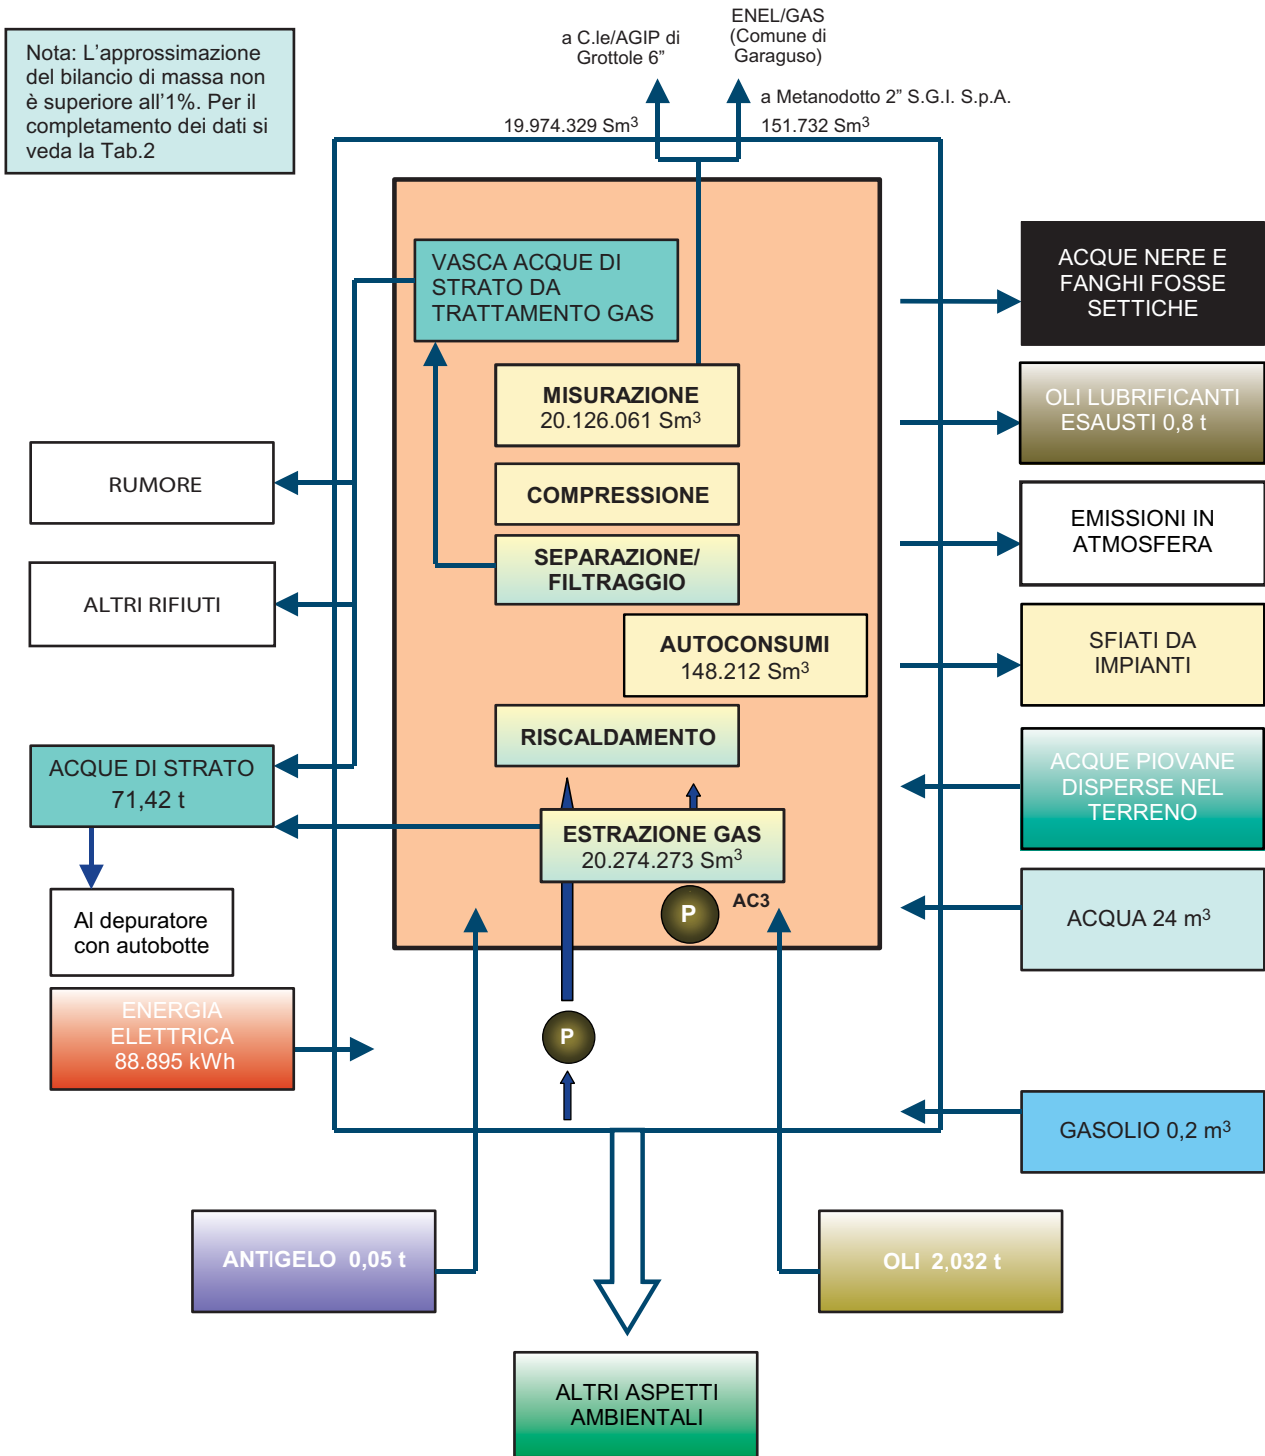 Nota: L'approssimazione
del bilancio di massa non
è superiore all'1%. Per il
completamento dei dati si
veda la Tab.2
a C.le/AGIP di
Grottole 6”
ENEL/GAS
(Comune di
Garaguso)
a Metanodotto 2” S.G.I. S.p.A.
19.974.329 Sm³
151.732 Sm³
VASCA ACQUE DI
STRATO DA
TRATTAMENTO GAS
MISURAZIONE
20.126.061 Sm³
COMPRESSIONE
SEPARAZIONE/
FILTRAGGIO
AUTOCONSUMI
148.212 Sm³
RISCALDAMENTO
ESTRAZIONE GAS
20.274.273 Sm³
P
AC3
P
RUMORE
ALTRI RIFIUTI
ACQUE DI STRATO
71,42 t
Al depuratore
con autobotte
ENERGIA
ELETTRICA
88.895 kWh
ACQUE NERE E
FANGHI FOSSE
SETTICHE
OLI LUBRIFICANTI
ESAUSTI 0,8 t
EMISSIONI IN
ATMOSFERA
SFIATI DA
IMPIANTI
ACQUE PIOVANE
DISPERSE NEL
TERRENO
ACQUA 24 m³
GASOLIO 0,2 m³
ANTIGELO 0,05 t
OLI 2,032 t
ALTRI ASPETTI
AMBIENTALI